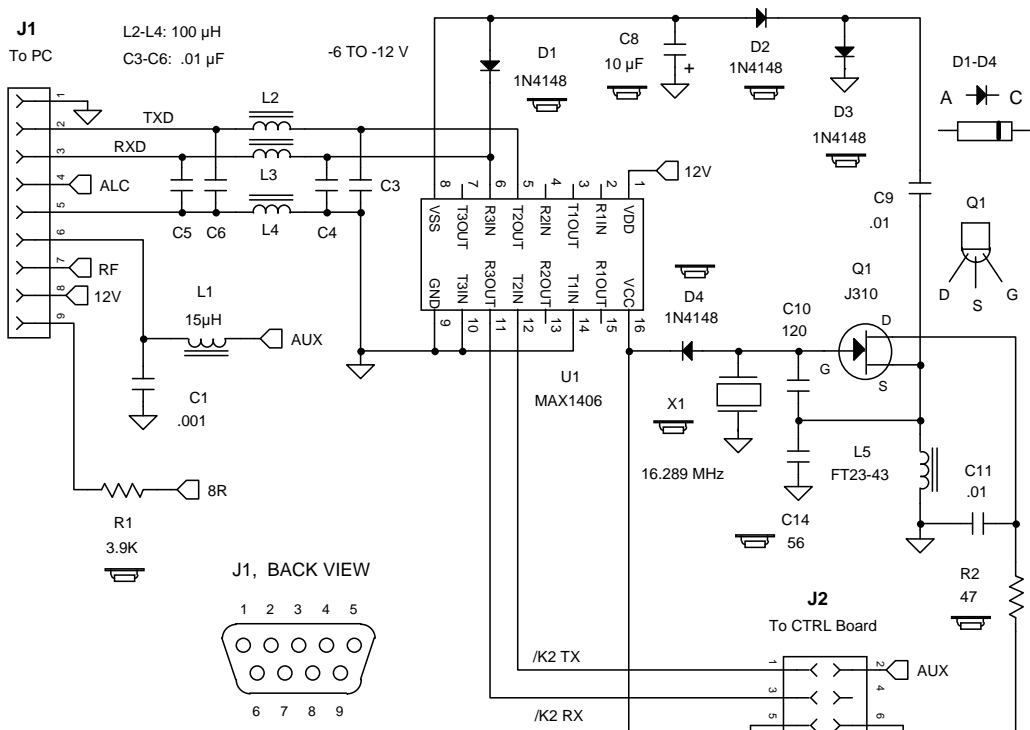 J1
To PC
L2-L4: 100 µH
C3-C6: .01 µF
-6 TO -12 V
D1
1N4148
C8
10 µF
+
D2
1N4148
D3
1N4148
D1-D4
A C
1
2
3
4
5
6
7
8
9
TXD
RXD
ALC
RF
12V
L2
L3
L4
C5
C6
C4
C3
L1
15µH
AUX
C1
.001
8R
R1
3.9K
8 7 6 5 4 3 2 1
VSS T3OUT R3IN T2OUT R2IN T1OUT R1IN VDD
GND T3IN R3OUT T2IN R2OUT T1IN R1OUT VCC
9 10 11 12 13 14 15 16
U1
MAX1406
12V
D4
1N4148
X1
16.289 MHz
C10
120
C14
56
C9
.01
Q1
J310
D
G
S
Q1
D S G
L5
FT23-43
C11
.01
R2
47
J1, BACK VIEW
1 2 3 4 5
6 7 8 9
J2
To CTRL Board
/K2 TX
/K2 RX
1 2
3 4
5 6
AUX